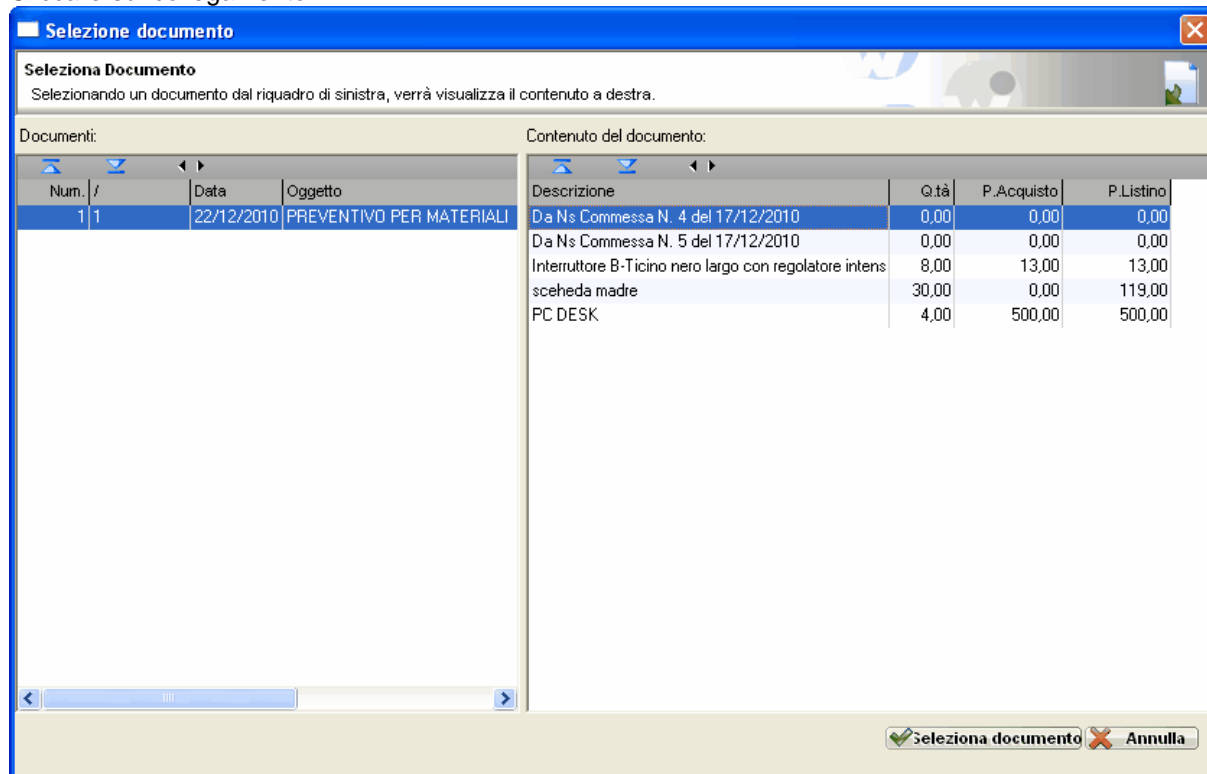 Selezione documento
Seleziona Documento
Selezionando un documento dal riquadro di sinistra, verrà visualizza il contenuto a destra.
Documenti:
Contenuto del documento:
Num. / Data Oggetto
Descrizione Q.tà P.Acquisto P.Listino
1 1 22/12/2010 PREVENTIVO PER MATERIALI
Da Ns Commessa N. 4 del 17/12/2010 0,00 0,00 0,00
Da Ns Commessa N. 5 del 17/12/2010 0,00 0,00 0,00
Interruttore B-Ticino nero largo con regolatore intens 8,00 13,00 13,00
sceheda madre 30,00 0,00 119,00
PC DESK 4,00 500,00 500,00
Seleziona documento Annulla